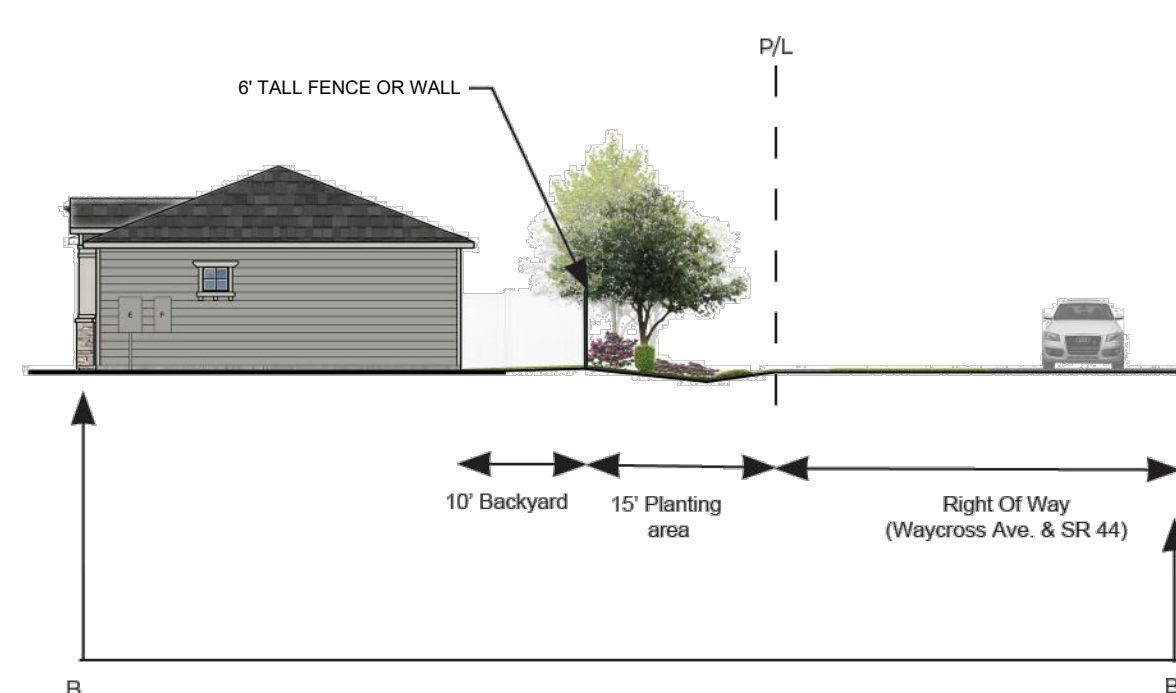 P/L
6' TALL FENCE OR WALL
E F
10' Backyard
15' Planting
area
Right Of Way
(Waycross Ave. & SR 44)
B
B